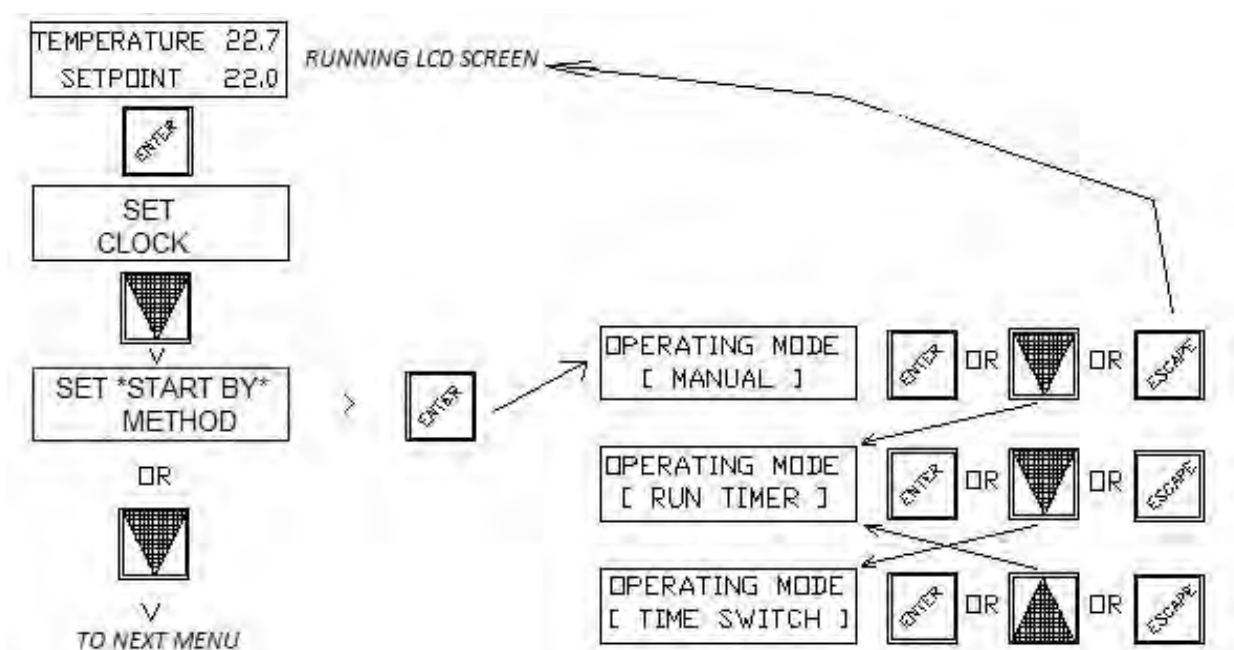 TEMPERATURE 22.7
SETPOINT 22.0
RUNNING LCD SCREEN
ENTER
SET
CLOCK
SET *START BY*
METHOD
> ENTER
OR
V
TO NEXT MENU
OPERATING MODE
[ MANUAL ]
ENTER OR OR ESCAPE
OPERATING MODE
[ RUN TIMER ]
ENTER OR OR ESCAPE
OPERATING MODE
[ TIME SWITCH ]
ENTER OR OR ESCAPE